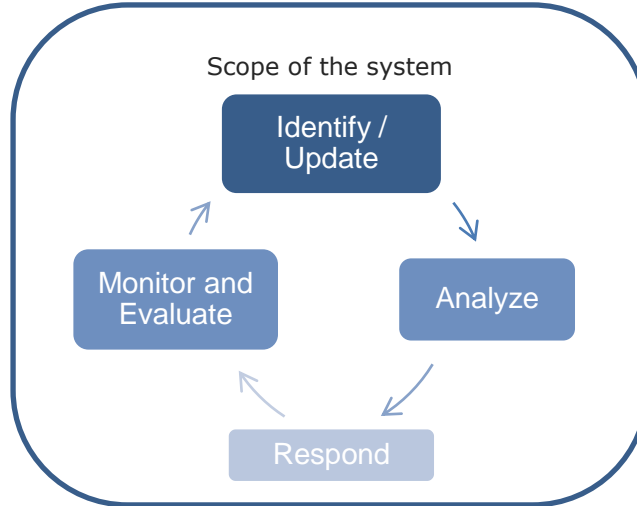 Scope of the system
Identify /
Update
Monitor and
Evaluate
Analyze
Respond